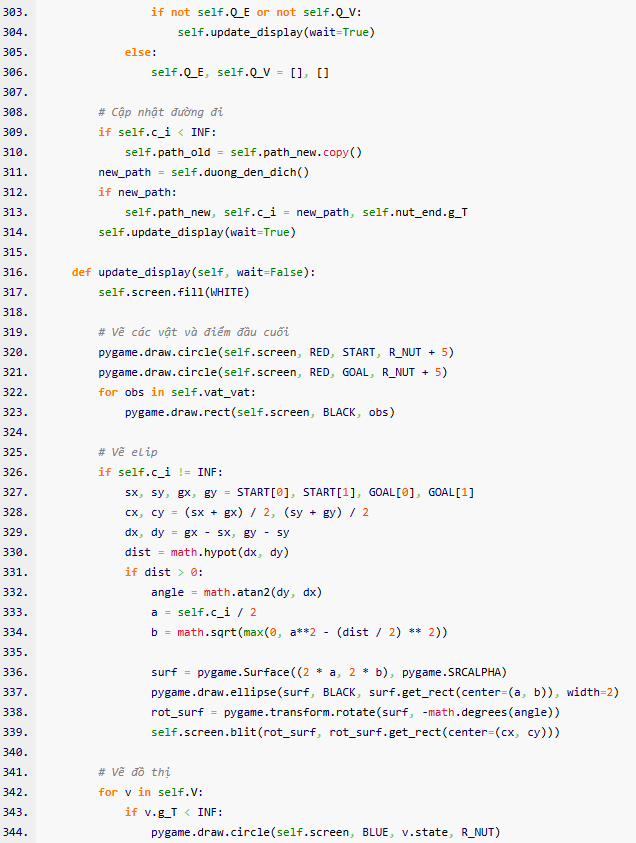 303.                 if not self.Q_E or not self.Q_V:
304.                     self.update_display(wait=True)
305.             else:
306.                 self.Q_E, self.Q_V = [], []
307.
308.         # Cập nhật đường đi
309.         if self.c_i < INF:
310.             self.path_old = self.path_new.copy()
311.         new_path = self.duong_den_dich()
312.         if new_path:
313.             self.path_new, self.c_i = new_path, self.nut_end.g_T
314.         self.update_display(wait=True)
315.
316.     def update_display(self, wait=False):
317.         self.screen.fill(WHITE)
318.
319.         # Vẽ các vật và điểm đầu cuối
320.         pygame.draw.circle(self.screen, RED, START, R_NUT + 5)
321.         pygame.draw.circle(self.screen, RED, GOAL, R_NUT + 5)
322.         for obs in self.vat_vat:
323.             pygame.draw.rect(self.screen, BLACK, obs)
324.
325.         # Vẽ elip
326.         if self.c_i != INF:
327.             sx, sy, gx, gy = START[0], START[1], GOAL[0], GOAL[1]
328.             cx, cy = (sx + gx) / 2, (sy + gy) / 2
329.             dx, dy = gx - sx, gy - sy
330.             dist = math.hypot(dx, dy)
331.             if dist > 0:
332.                 angle = math.atan2(dy, dx)
333.                 a = self.c_i / 2
334.                 b = math.sqrt(max(0, a**2 - (dist / 2) ** 2))
335.
336.                 surf = pygame.Surface((2 * a, 2 * b), pygame.SRCALPHA)
337.                 pygame.draw.ellipse(surf, BLACK, surf.get_rect(center=(a, b)), width=2)
338.                 rot_surf = pygame.transform.rotate(surf, -math.degrees(angle))
339.                 self.screen.blit(rot_surf, rot_surf.get_rect(center=(cx, cy)))
340.
341.         # Vẽ đồ thị
342.         for v in self.V:
343.             if v.g_T < INF:
344.                 pygame.draw.circle(self.screen, BLUE, v.state, R_NUT)